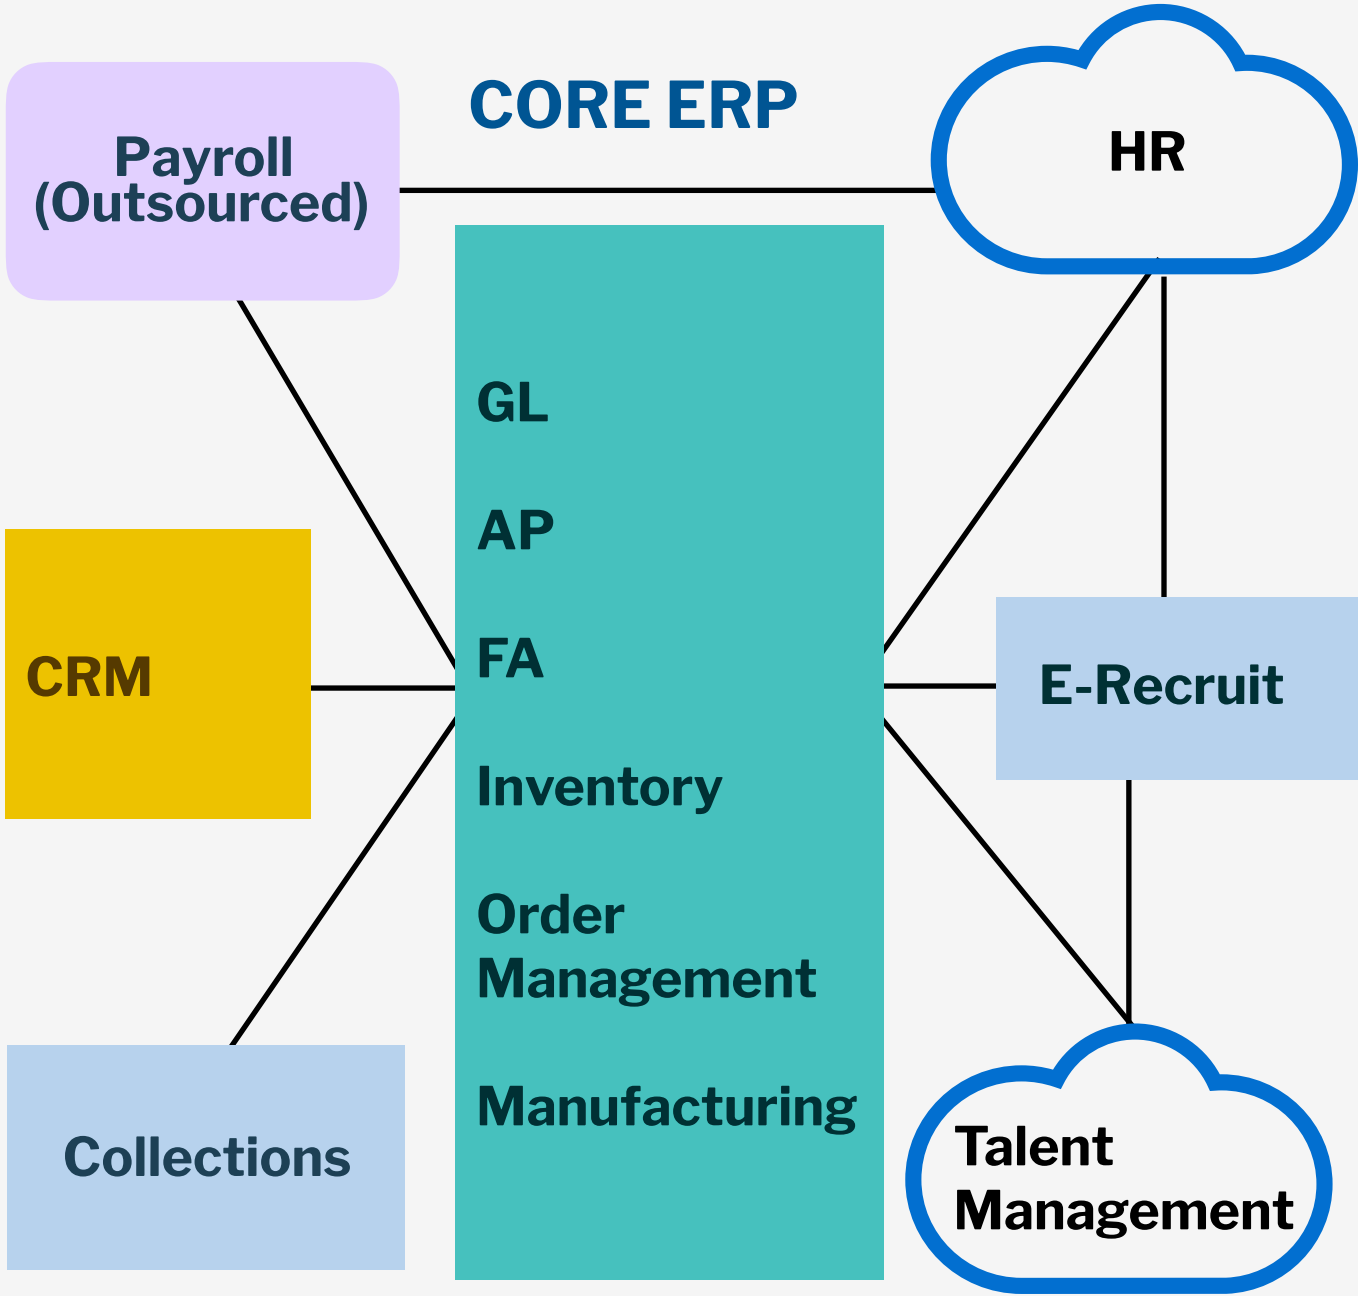 CORE ERP
Payroll
(Outsourced)
HR
GL
AP
FA
Inventory
Order
Management
Manufacturing
CRM
E-Recruit
Collections
Talent
Management